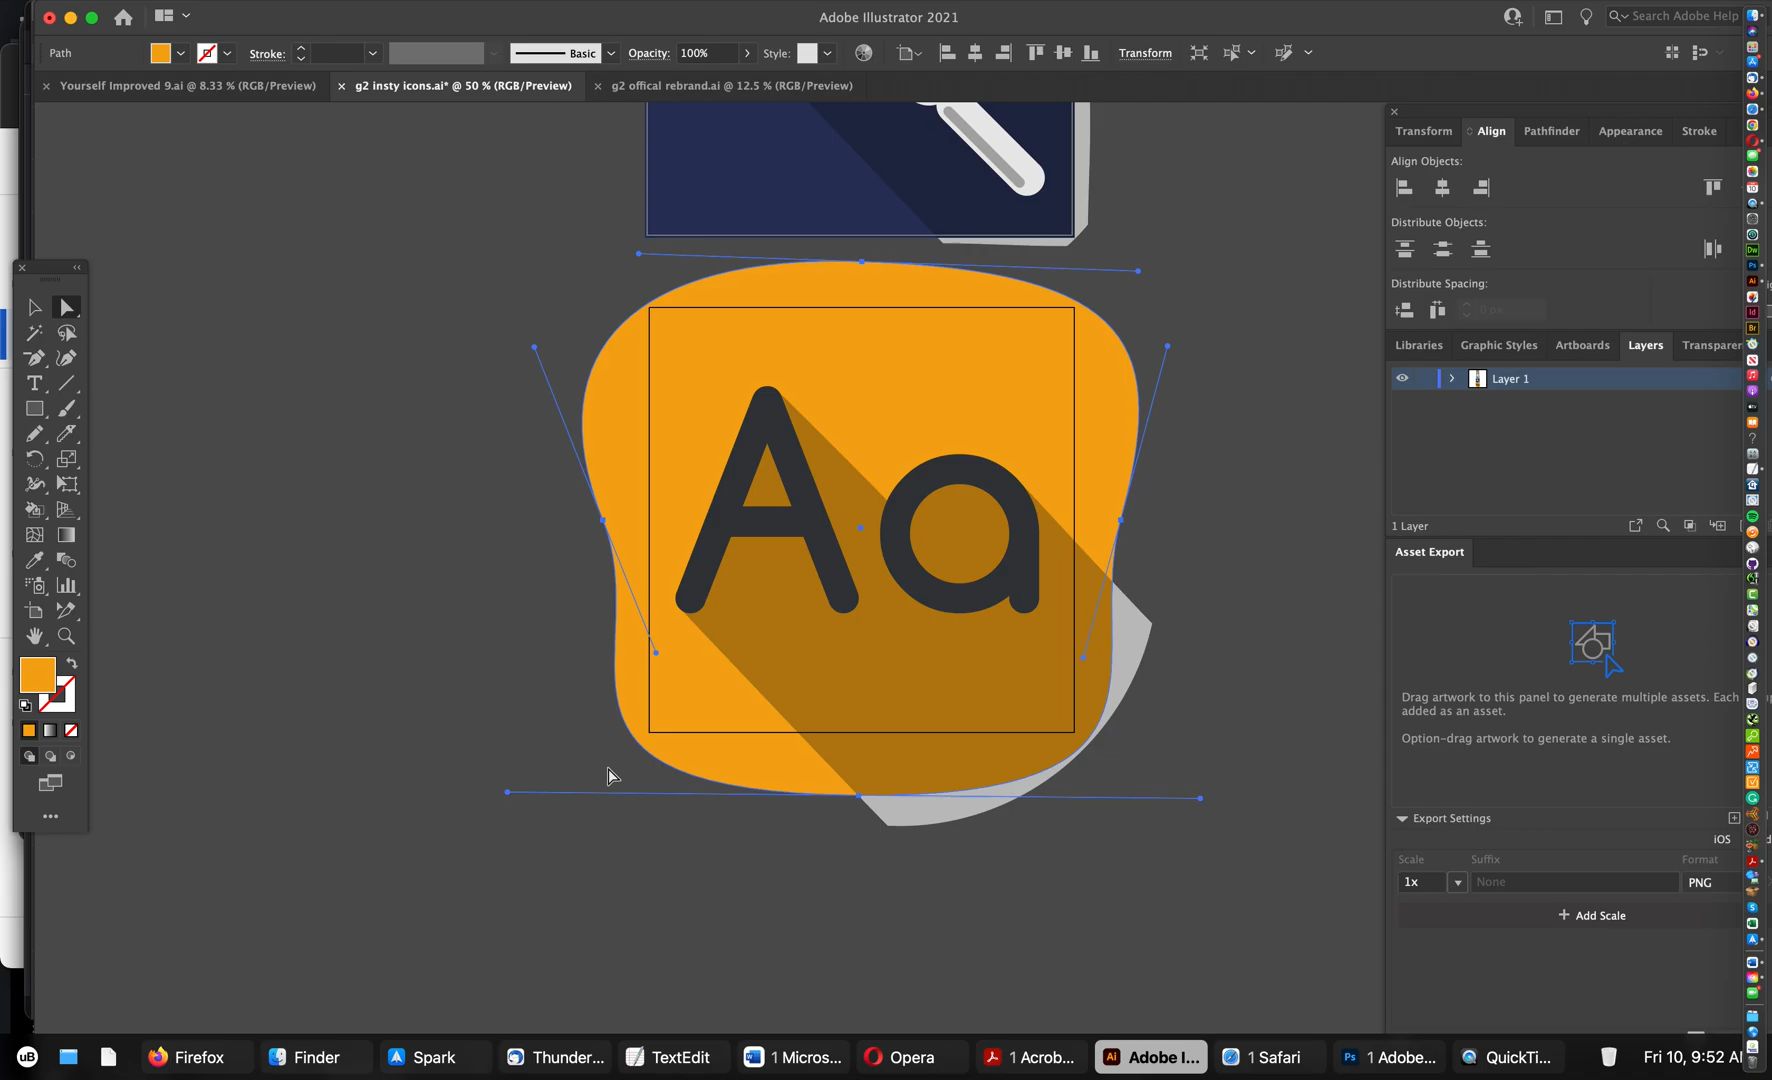 Adobe Illustrator 2021
Search Adobe Help
Path
Stroke:
Basic
Opacity:
100%
Style:
Transform
Yourself Improved 9.ai @ 8.33 % (RGB/Preview)
g2 insty icons.ai* @ 50 % (RGB/Preview)
g2 offical rebrand.ai @ 12.5 % (RGB/Preview)
Transform
Align
Pathfinder
Appearance
Stroke
Align Objects:
Distribute Objects:
Distribute Spacing:
0 px
Libraries
Graphic Styles
Artboards
Layers
Transparen
Layer 1
1 Layer
Asset Export
Drag artwork to this panel to generate multiple assets. Each
added as an asset.
Option-drag artwork to generate a single asset.
Export Settings
iOS
Scale
Suffix
Format
1x
None
PNG
Add Scale
Aa
uB
Firefox
Finder
Spark
Thunder...
TextEdit
1 Micros...
Opera
1 Acrob...
Adobe I...
1 Safari
1 Adobe...
QuickTi...
Fri 10, 9:52 AM